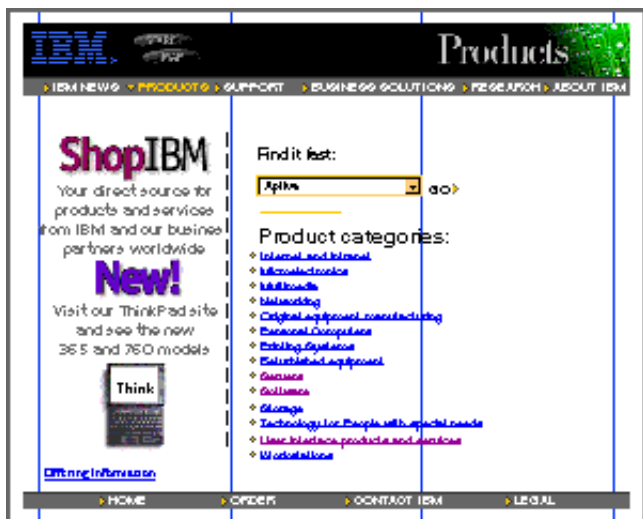 IBM
Products
IBM NEWS PRODUCTS SUPPORT BUSINESS SOLUTIONS RESEARCH ABOUT IBM
ShopIBM
Your direct source for
products and services
from IBM and our busines
partners worldwide
New!
Visit our ThinkPad site
and see the new
365 and 760 models
Think
Offering Information
Find it fast:
Aptiva
GO
Product categories:
Internet and Intranet
Microelectronics
Multimedia
Networking
Original equipment manufacturing
Personal Computers
Printing Systems
Refurbished equipment
Servers
Software
Storage
Technology for People with special needs
User interface products and services
Workstations
HOME ORDER CONTACT IBM LEGAL